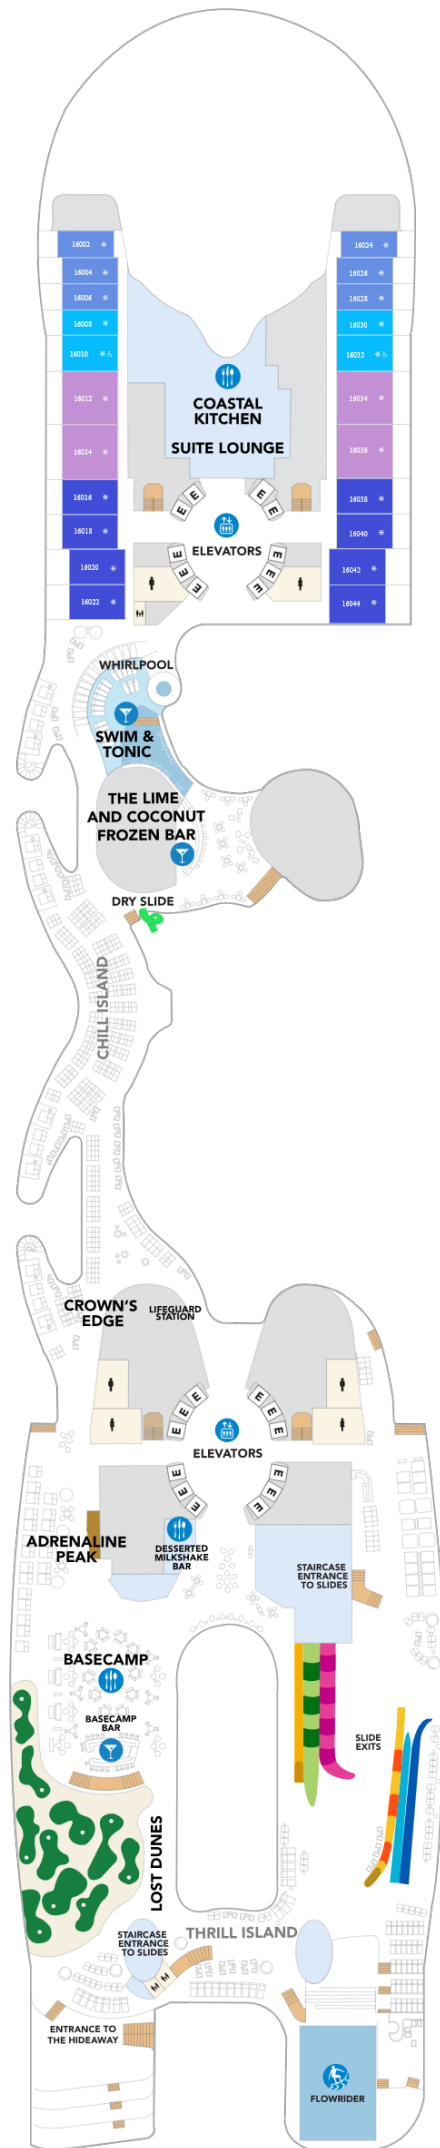 16002 *
16024 *
16004 *
16026 *
16006 *
16028 *
16008 *
16030 *
16010 *
16032 *
16012 *
16034 *
COASTAL
KITCHEN
SUITE LOUNGE
16014 *
16036 *
16016 *
16038 *
16018 *
16040 *
ELEVATORS
16020 *
16042 *
16022 *
16044 *
WHIRLPOOL
SWIM &
TONIC
THE LIME
AND COCONUT
FROZEN BAR
DRY SLIDE
CHILL ISLAND
CROWN'S
EDGE
LIFEGUARD
STATION
ELEVATORS
ADRENALINE
PEAK
DESSERTED
MILKSHAKE
BAR
STAIRCASE
ENTRANCE
TO SLIDES
BASECAMP
BASECAMP
BAR
SLIDE
EXITS
LOST DUNES
STAIRCASE
ENTRANCE
TO SLIDES
THRILL ISLAND
ENTRANCE TO
THE HIDEAWAY
FLOWRIDER